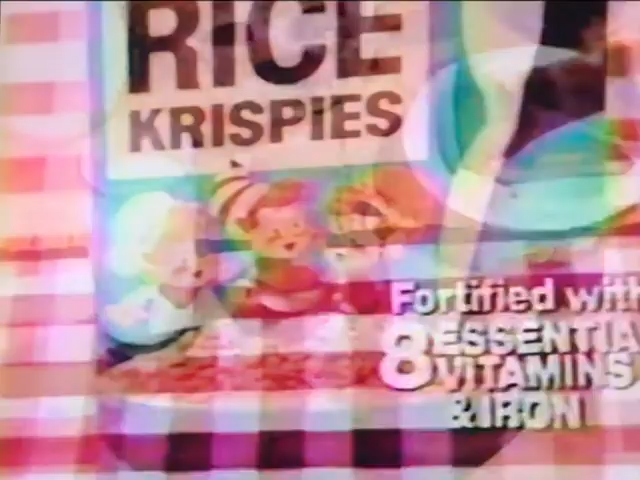 RICE
KRISPIES
Fortified with
8 ESSENTIA
VITAMINS
& IRON